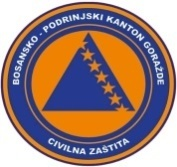 BOSANSKO - PODRINJSKI KANTON GORAŽDE
CIVILNA ZAŠTITA